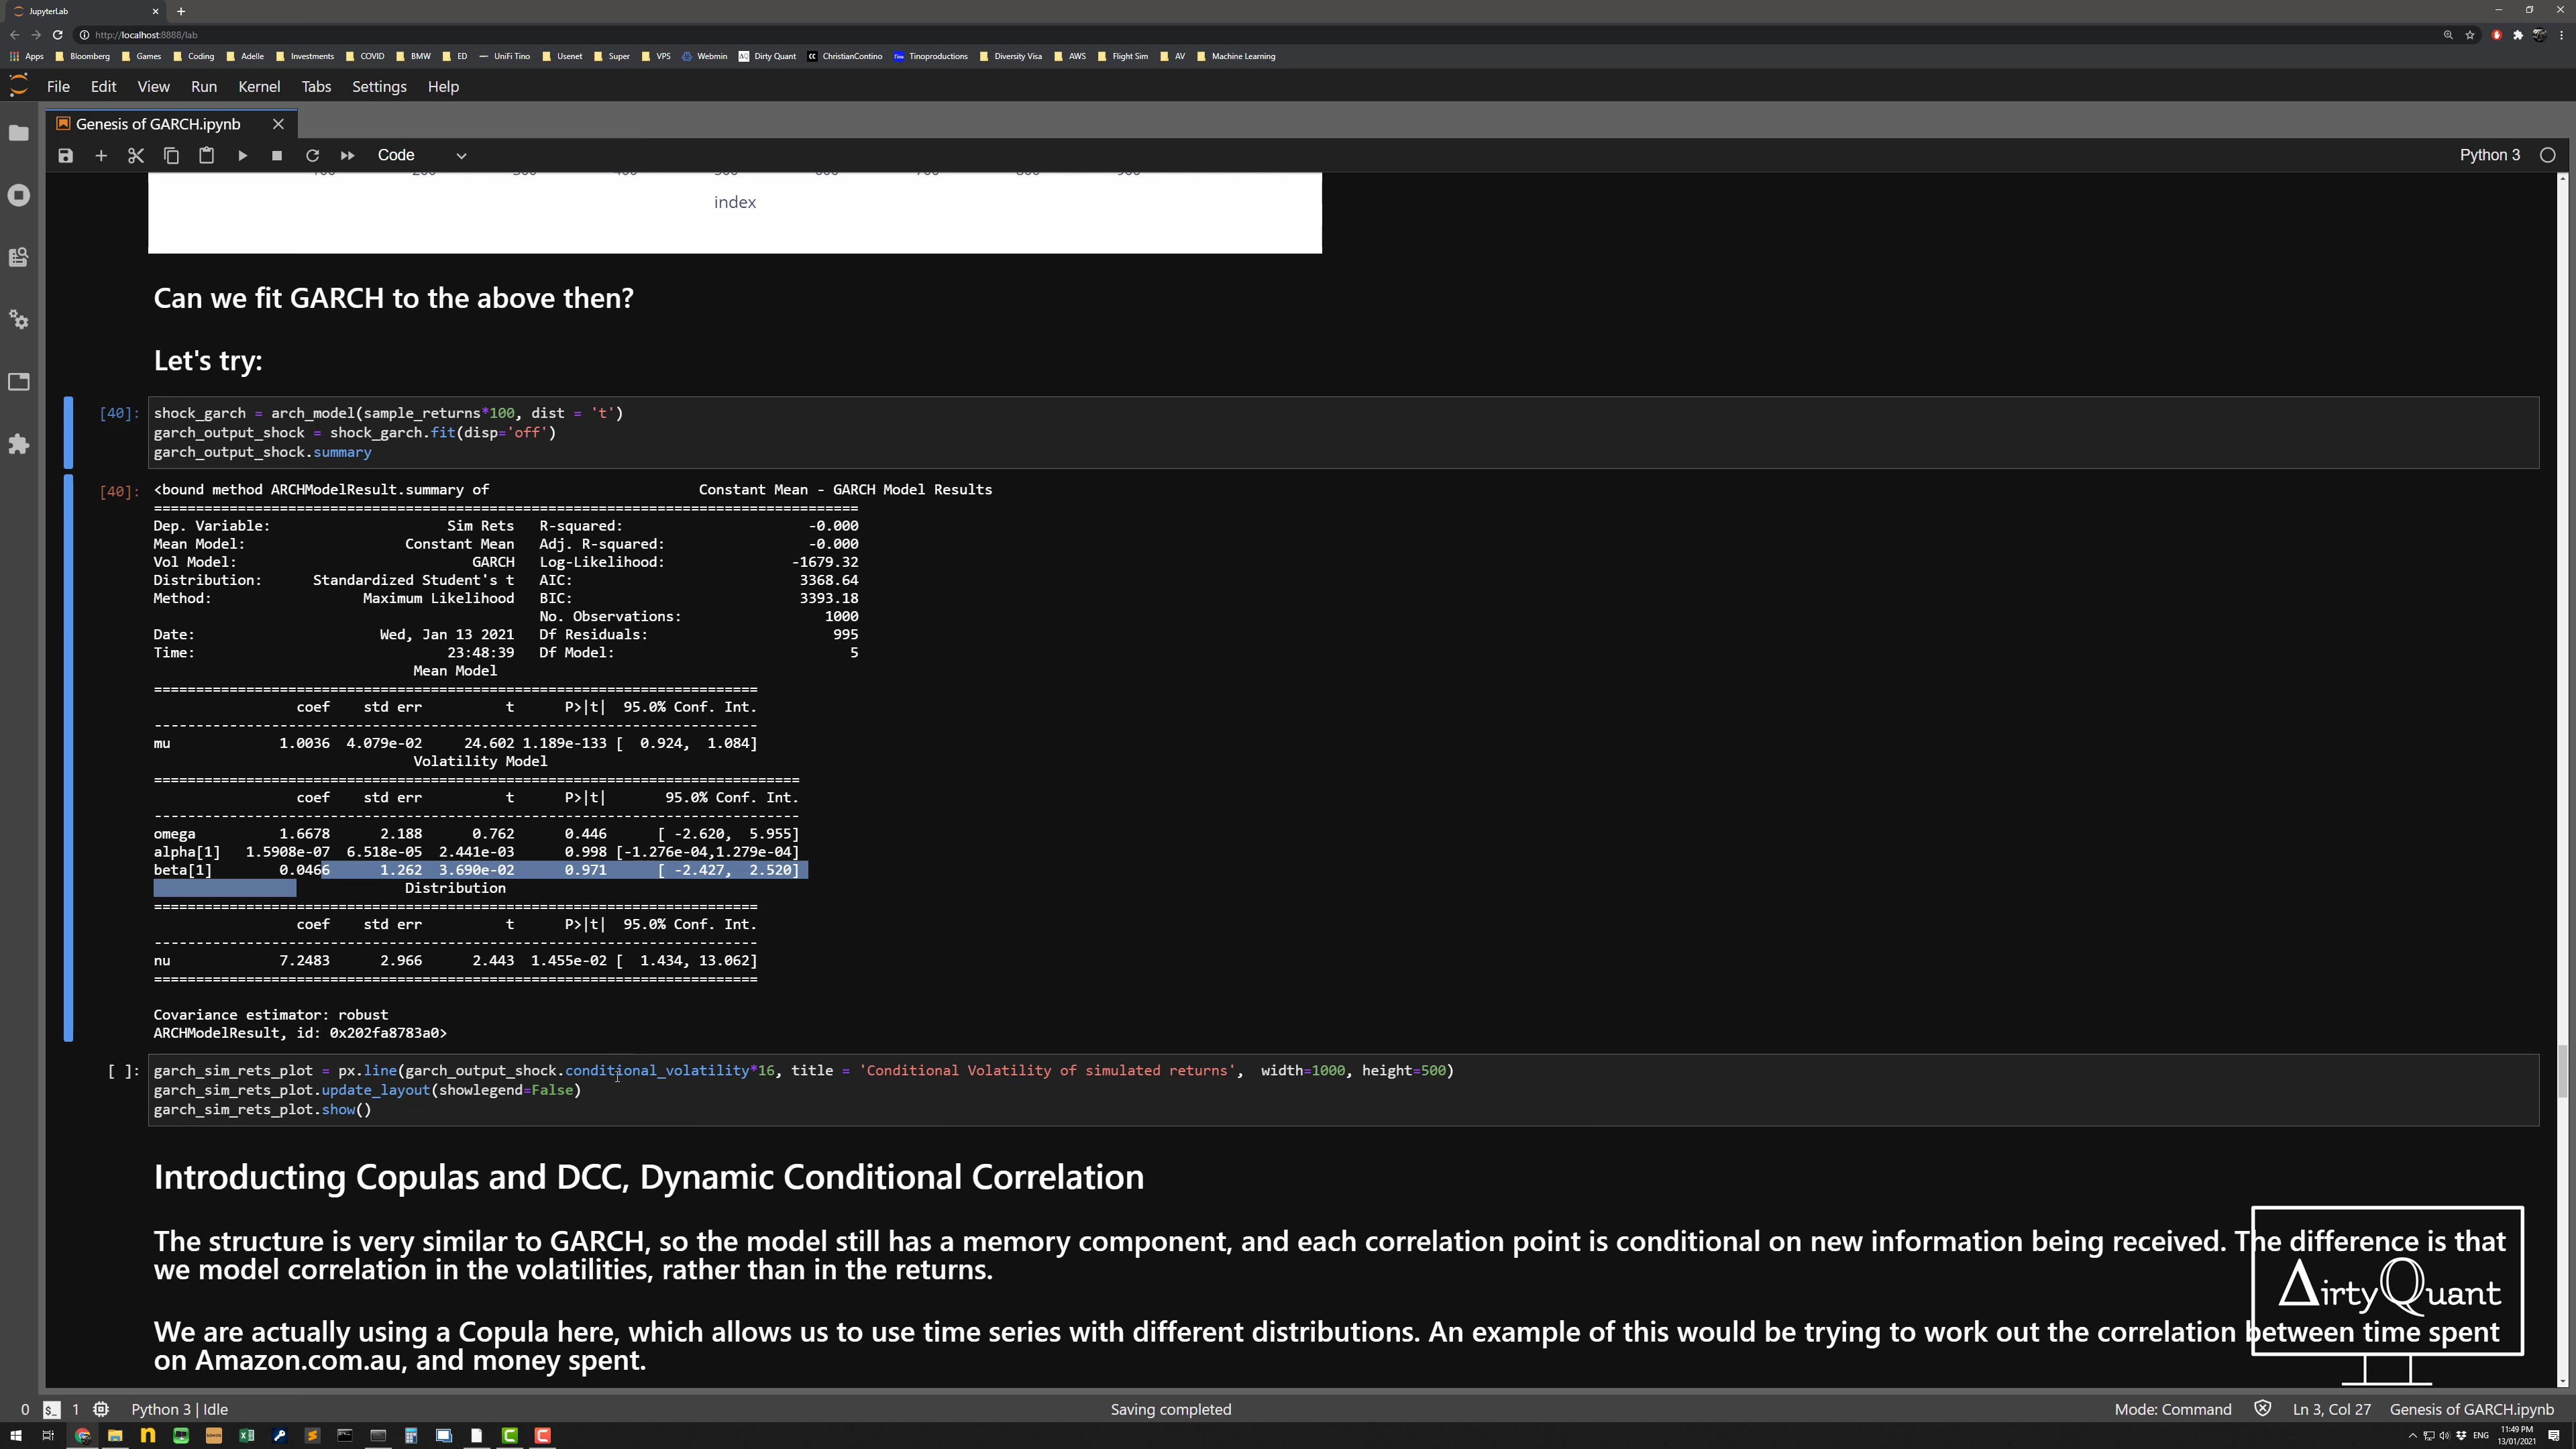 JupyterLab
http://localhost:8888/lab
Apps Bloomberg Games Coding Adelle Investments COVID BMW ED UniFi Tino Usenet Super VPS Webmin Dirty Quant ChristianContino Tinoproductions Diversity Visa AWS Flight Sim AV Machine Learning
File Edit View Run Kernel Tabs Settings Help
Genesis of GARCH.ipynb
Code
Python 3
index
Can we fit GARCH to the above then?
Let's try:
[40]: shock_garch = arch_model(sample_returns*100, dist = 't')
garch_output_shock = shock_garch.fit(disp='off')
garch_output_shock.summary
[40]: <bound method ARCHModelResult.summary of Constant Mean - GARCH Model Results
==============================================================================
Dep. Variable: Sim Rets R-squared: -0.000
Mean Model: Constant Mean Adj. R-squared: -0.000
Vol Model: GARCH Log-Likelihood: -1679.32
Distribution: Standardized Student's t AIC: 3368.64
Method: Maximum Likelihood BIC: 3393.18
No. Observations: 1000
Date: Wed, Jan 13 2021 Df Residuals: 995
Time: 23:48:39 Df Model: 5
Mean Model
========================================================================
coef std err t P>|t| 95.0% Conf. Int.
------------------------------------------------------------------------
mu 1.0036 4.079e-02 24.602 1.189e-133 [ 0.924, 1.084]
Volatility Model
=============================================================================
coef std err t P>|t| 95.0% Conf. Int.
-----------------------------------------------------------------------------
omega 1.6678 2.188 0.762 0.446 [ -2.620, 5.955]
alpha[1] 1.5908e-07 6.518e-05 2.441e-03 0.998 [-1.276e-04,1.279e-04]
beta[1] 0.0466 1.262 3.690e-02 0.971 [ -2.427, 2.520]
Distribution
========================================================================
coef std err t P>|t| 95.0% Conf. Int.
------------------------------------------------------------------------
nu 7.2483 2.966 2.443 1.455e-02 [ 1.434, 13.062]
========================================================================
Covariance estimator: robust
ARCHModelResult, id: 0x202fa8783a0>
[ ]: garch_sim_rets_plot = px.line(garch_output_shock.conditional_volatility*16, title = 'Conditional Volatility of simulated returns', width=1000, height=500)
garch_sim_rets_plot.update_layout(showlegend=False)
garch_sim_rets_plot.show()
Introducing Copulas and DCC, Dynamic Conditional Correlation
The structure is very similar to GARCH, so the model still has a memory component, and each correlation point is conditional on new information being received. The difference is that
we model correlation in the volatilities, rather than in the returns.
We are actually using a Copula here, which allows us to use time series with different distributions. An example of this would be trying to work out the correlation between time spent
on Amazon.com.au, and money spent.
ΔirtyQuant
0 1 Python 3 | Idle Saving completed Mode: Command Ln 3, Col 27 Genesis of GARCH.ipynb
ENG
11:49 PM
13/01/2021